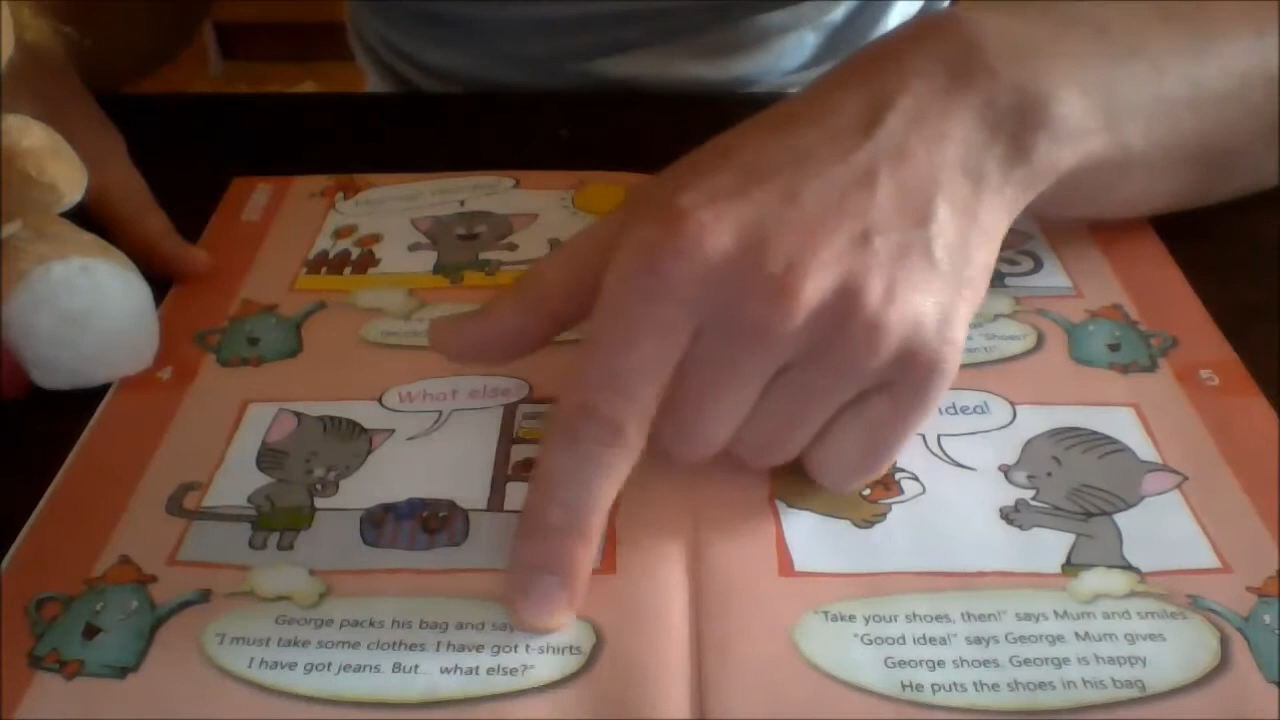 4
"Shoes?
5
What else
idea!
George packs his bag and say
"I must take some clothes. I have got t-shirts.
I have got jeans. But... what else?"
"Take your shoes, then!" says Mum and smiles.
"Good idea!" says George. Mum gives
George shoes. George is happy.
He puts the shoes in his bag.